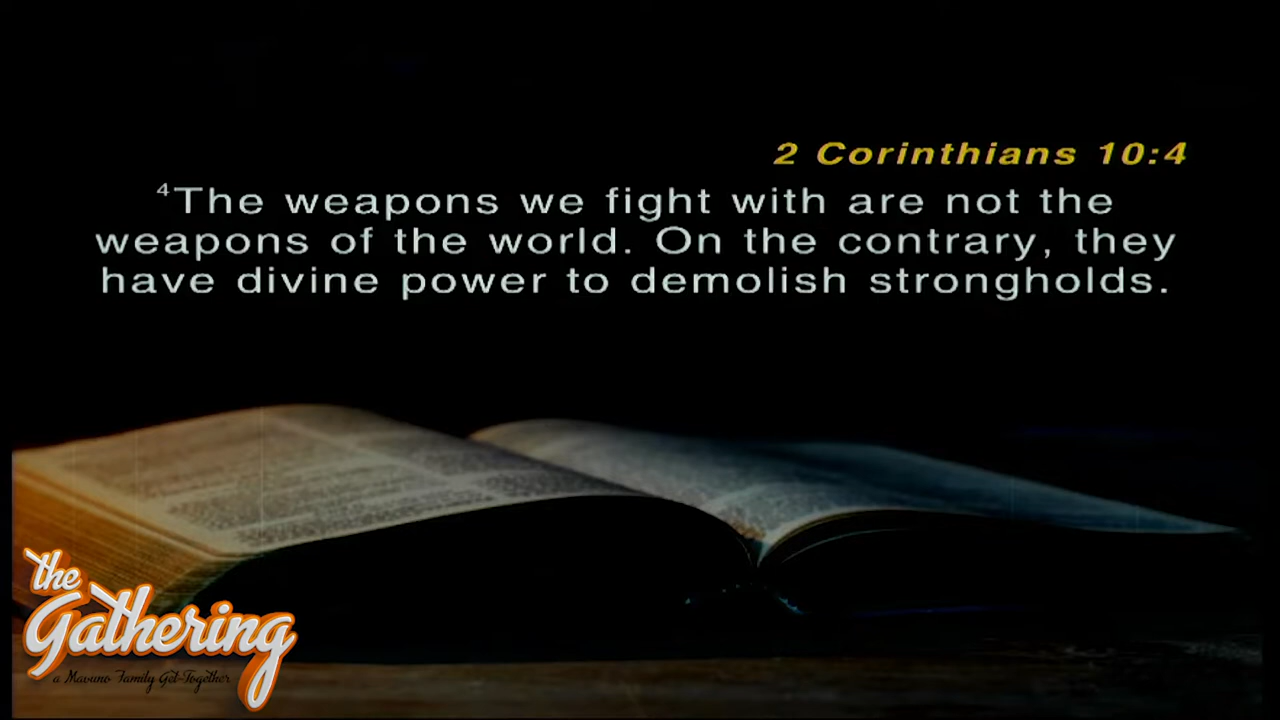 2 Corinthians 10:4
⁴The weapons we fight with are not the
weapons of the world. On the contrary, they
have divine power to demolish strongholds.
the
Gathering
a Mavuno Family Get-Together